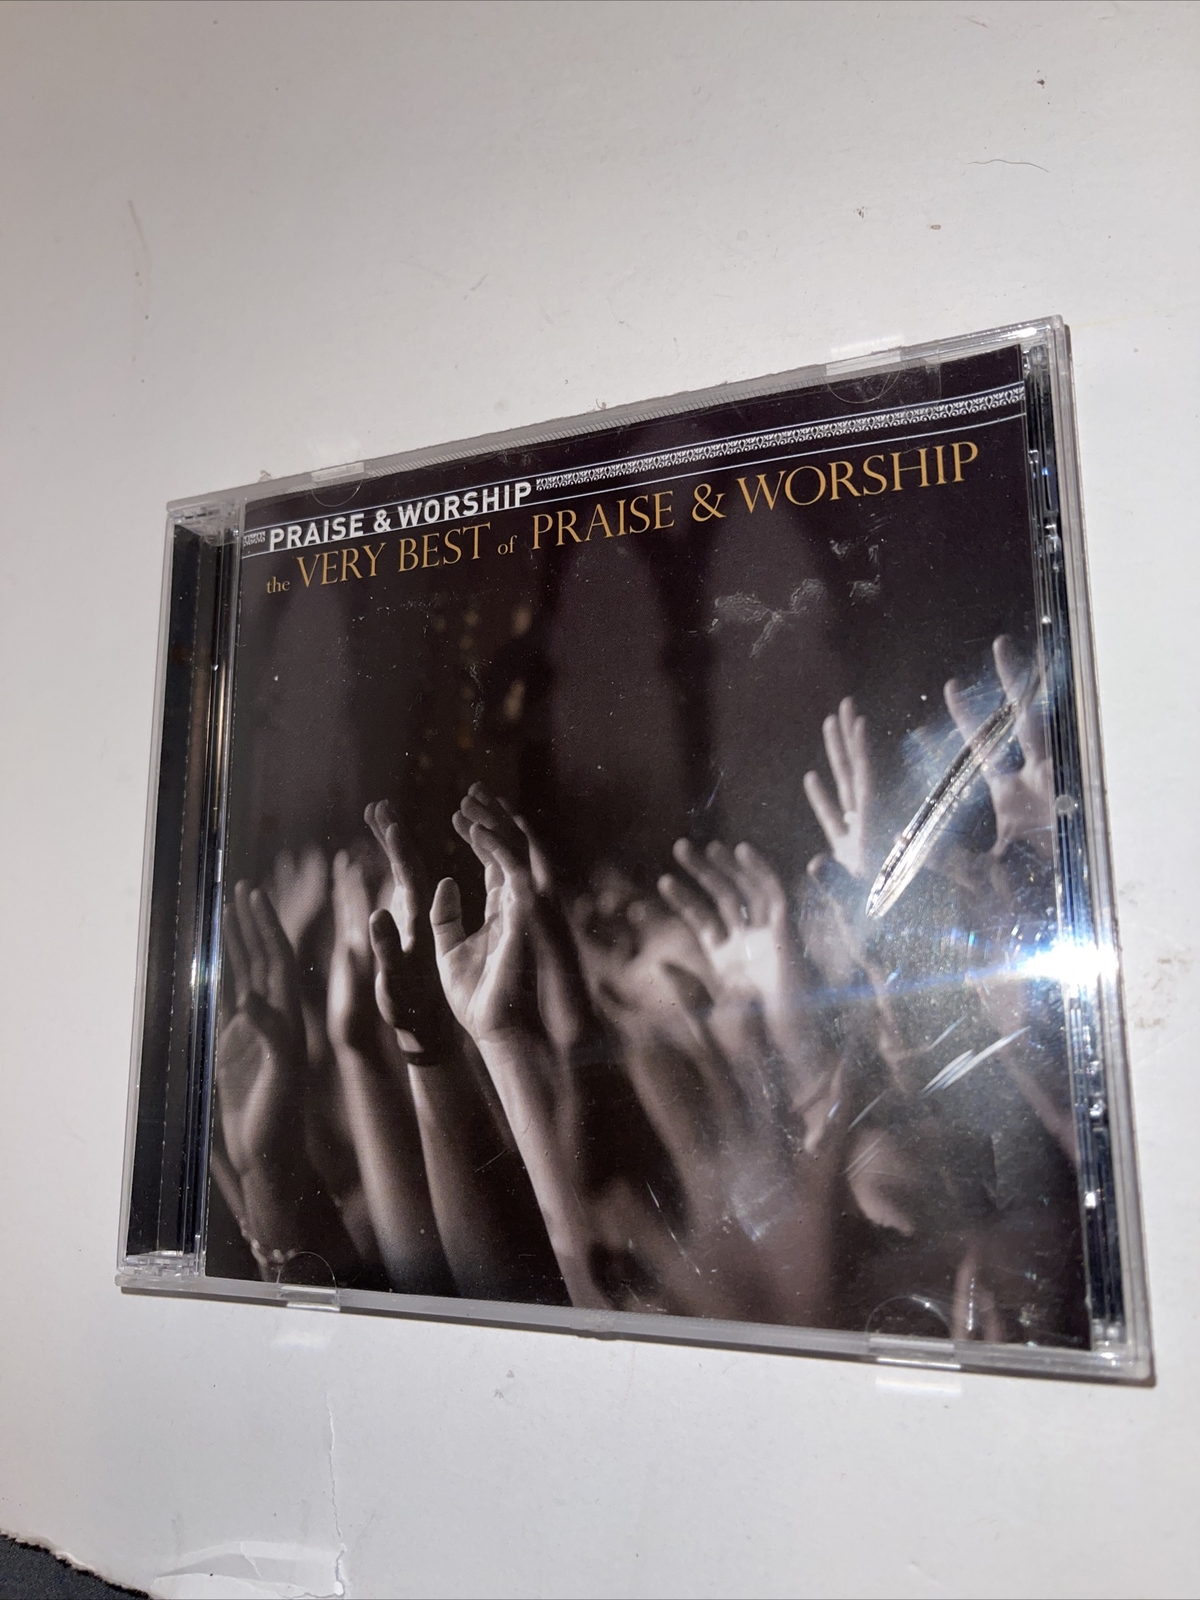 PRAISE & WORSHIP
the VERY BEST of PRAISE & WORSHIP